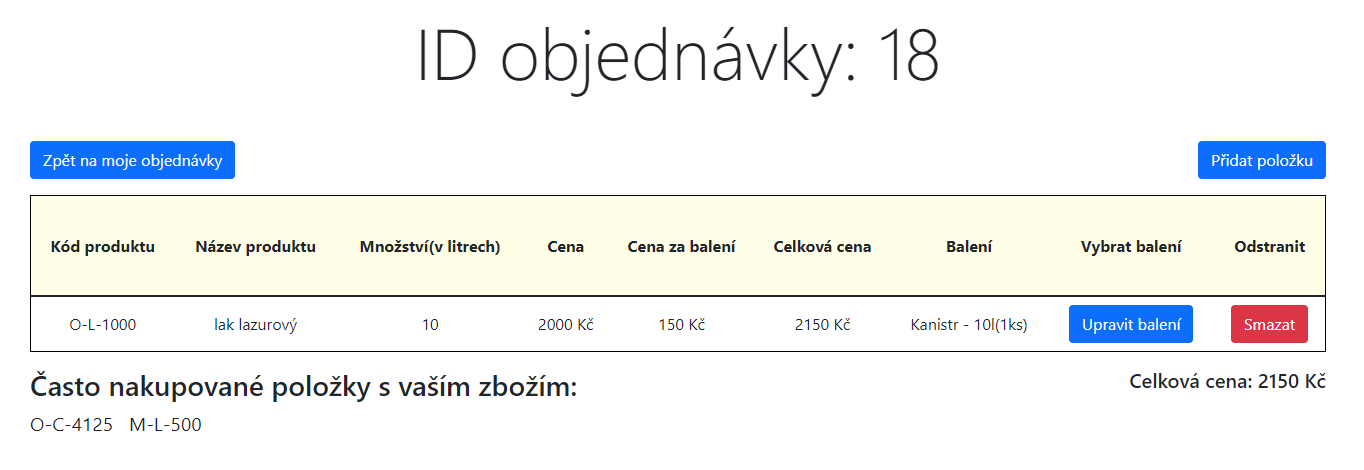 ID objednávky: 18
Zpět na moje objednávky Přidat položku
Kód produktu Název produktu Množství(v litrech) Cena Cena za balení Celková cena Balení Vybrat balení Odstranit
O-L-1000 lak lazurový 10 2000 Kč 150 Kč 2150 Kč Kanistr - 10l(1ks) Upravit balení Smazat
Často nakupované položky s vaším zbožím: Celková cena: 2150 Kč
O-C-4125 M-L-500